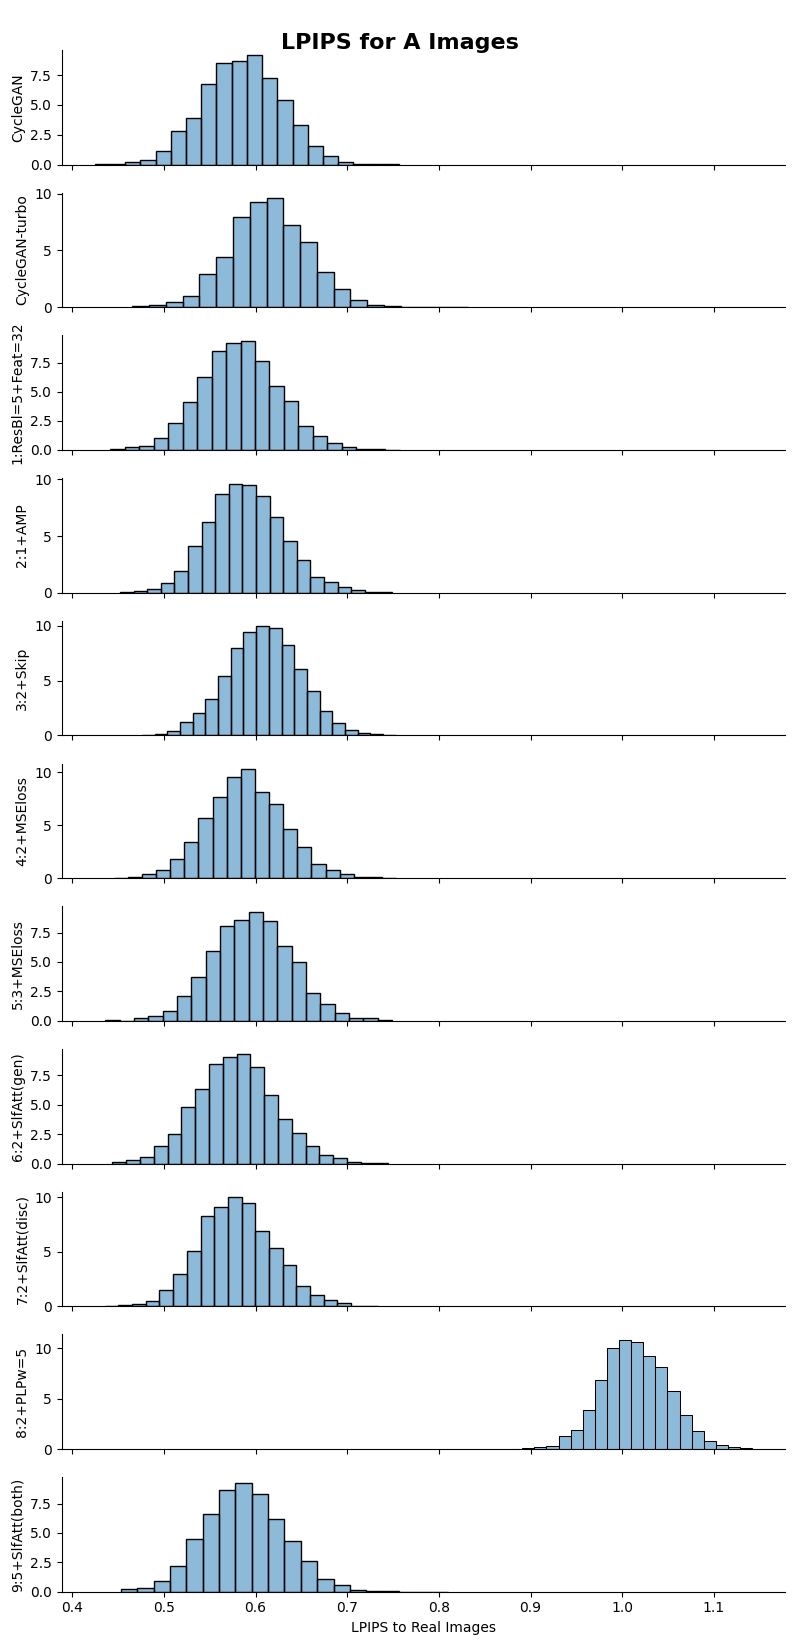 LPIPS for A Images
CycleGAN
7.5
5.0
2.5
0.0
CycleGAN-turbo
10
5
0
1:ResBl=5+Feat=32
7.5
5.0
2.5
0.0
2:1+AMP
10
5
0
3:2+Skip
10
5
0
4:2+MSEloss
10
5
0
5:3+MSEloss
7.5
5.0
2.5
0.0
6:2+SlfAtt(gen)
7.5
5.0
2.5
0.0
7:2+SlfAtt(disc)
10
5
0
8:2+PLPw=5
10
5
0
9:5+SlfAtt(both)
7.5
5.0
2.5
0.0
0.4 0.5 0.6 0.7 0.8 0.9 1.0 1.1
LPIPS to Real Images